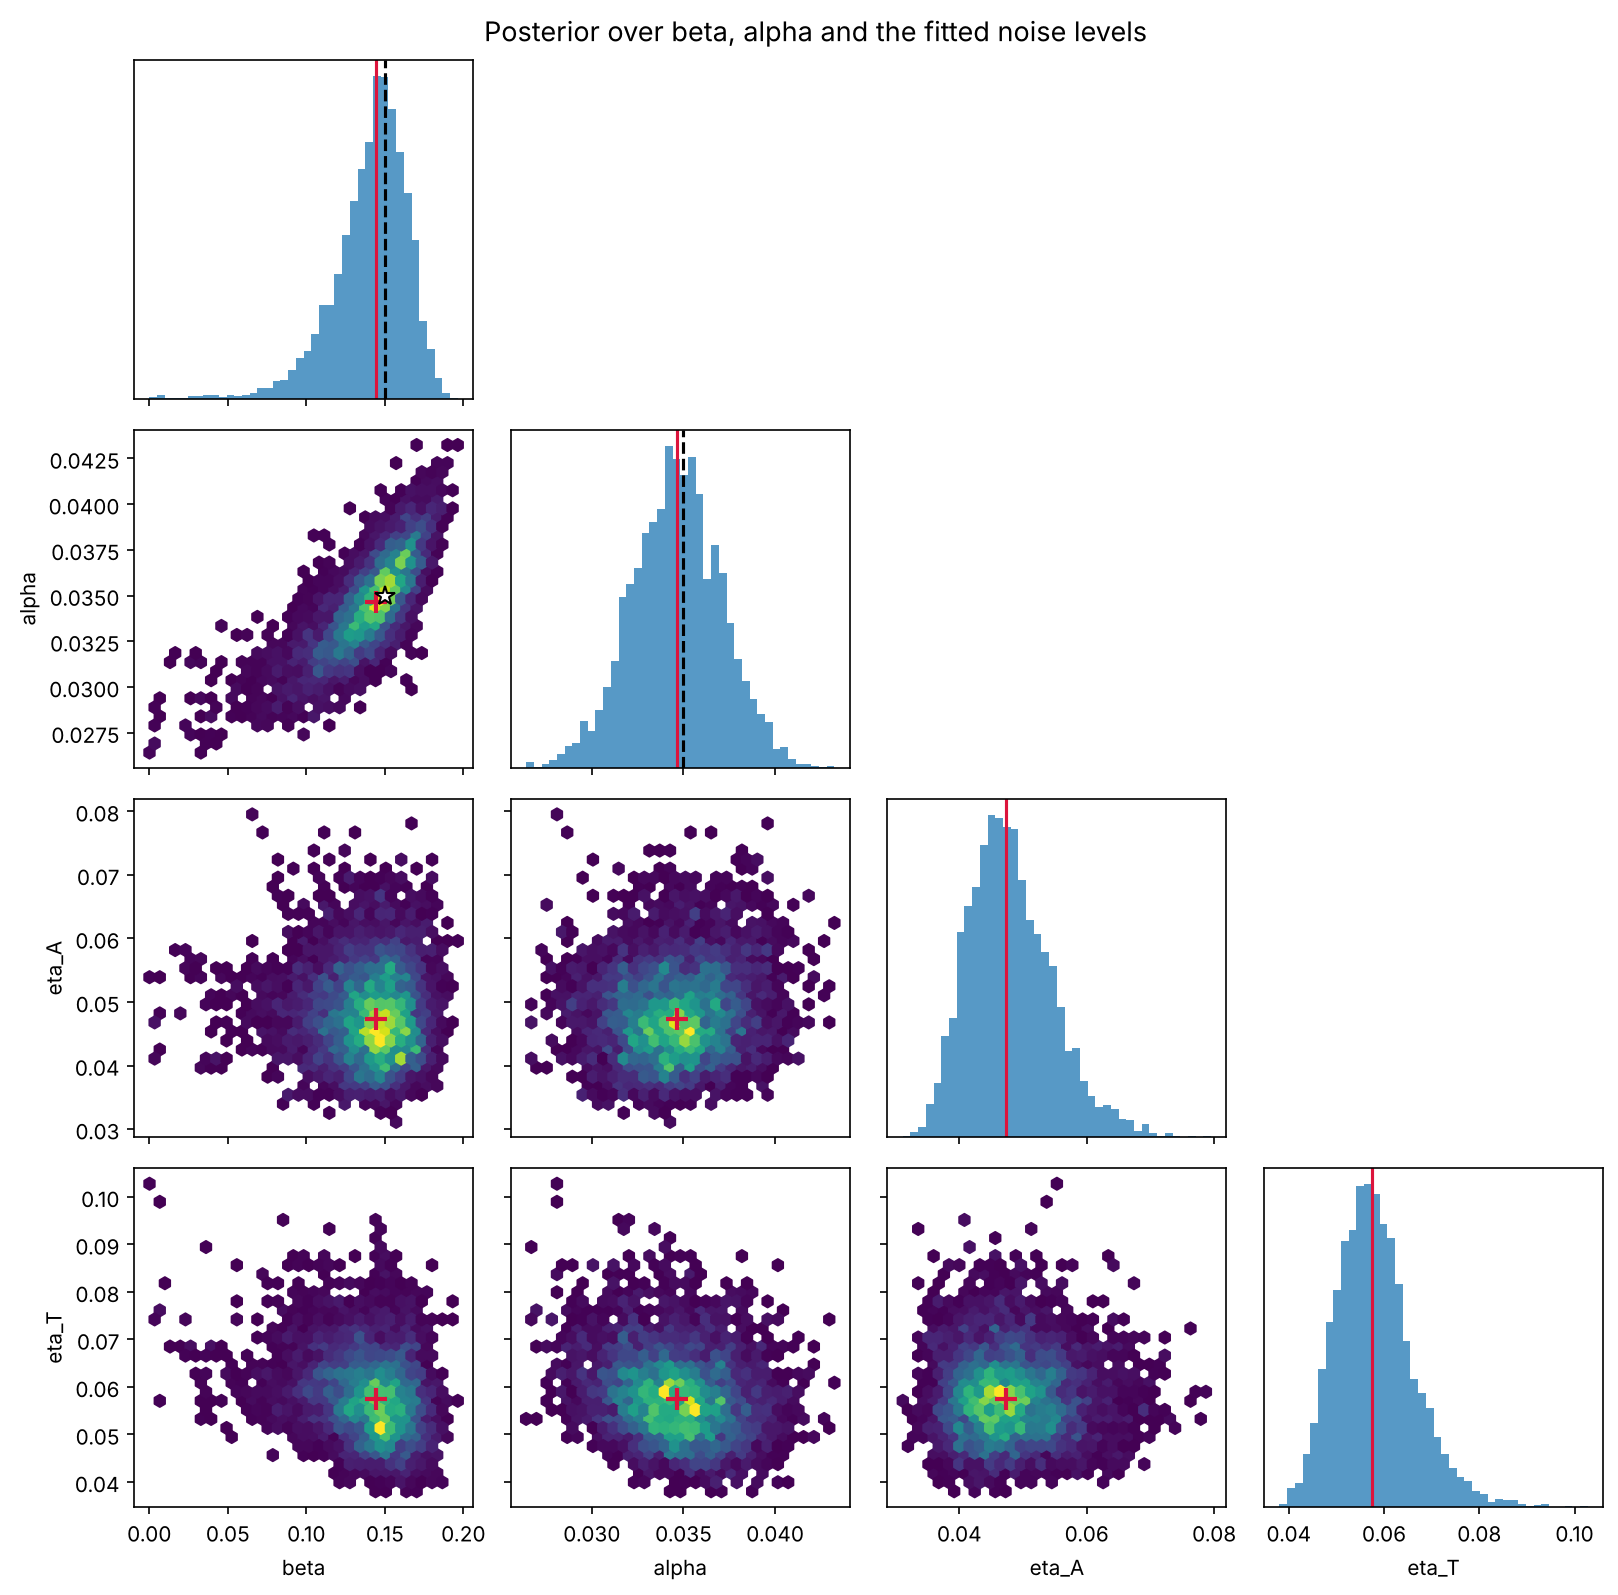 Posterior over beta, alpha and the fitted noise levels
0.0425
0.0400
0.0375
0.0350
0.0325
0.0300
0.0275
alpha
0.08
0.07
0.06
0.05
0.04
0.03
eta_A
0.10
0.09
0.08
0.07
0.06
0.05
0.04
eta_T
0.00 0.05 0.10 0.15 0.20
beta
0.030 0.035 0.040
alpha
0.04 0.06 0.08
eta_A
0.04 0.06 0.08 0.10
eta_T